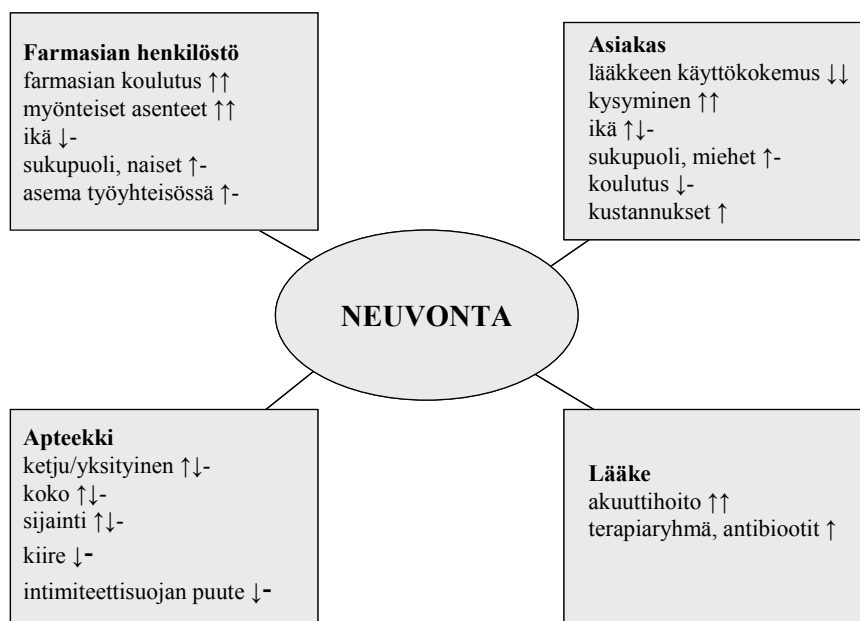 Farmasian henkilöstö
farmasian koulutus ↑↑
myönteiset asenteet ↑↑
ikä ↓-
sukupuoli, naiset ↑-
asema työyhteisössä ↑-
Asiakas
lääkkeen käyttökokemus ↓↓
kysyminen ↑↑
ikä ↑↓-
sukupuoli, miehet ↑-
koulutus ↓-
kustannukset ↑
NEUVONTA
Apteekki
ketju/yksityinen ↑↓-
koko ↑↓-
sijainti ↑↓-
kiire ↓-
intimiteettisuojan puute ↓-
Lääke
akuuttihoito ↑↑
terapiaryhmä, antibiootit ↑